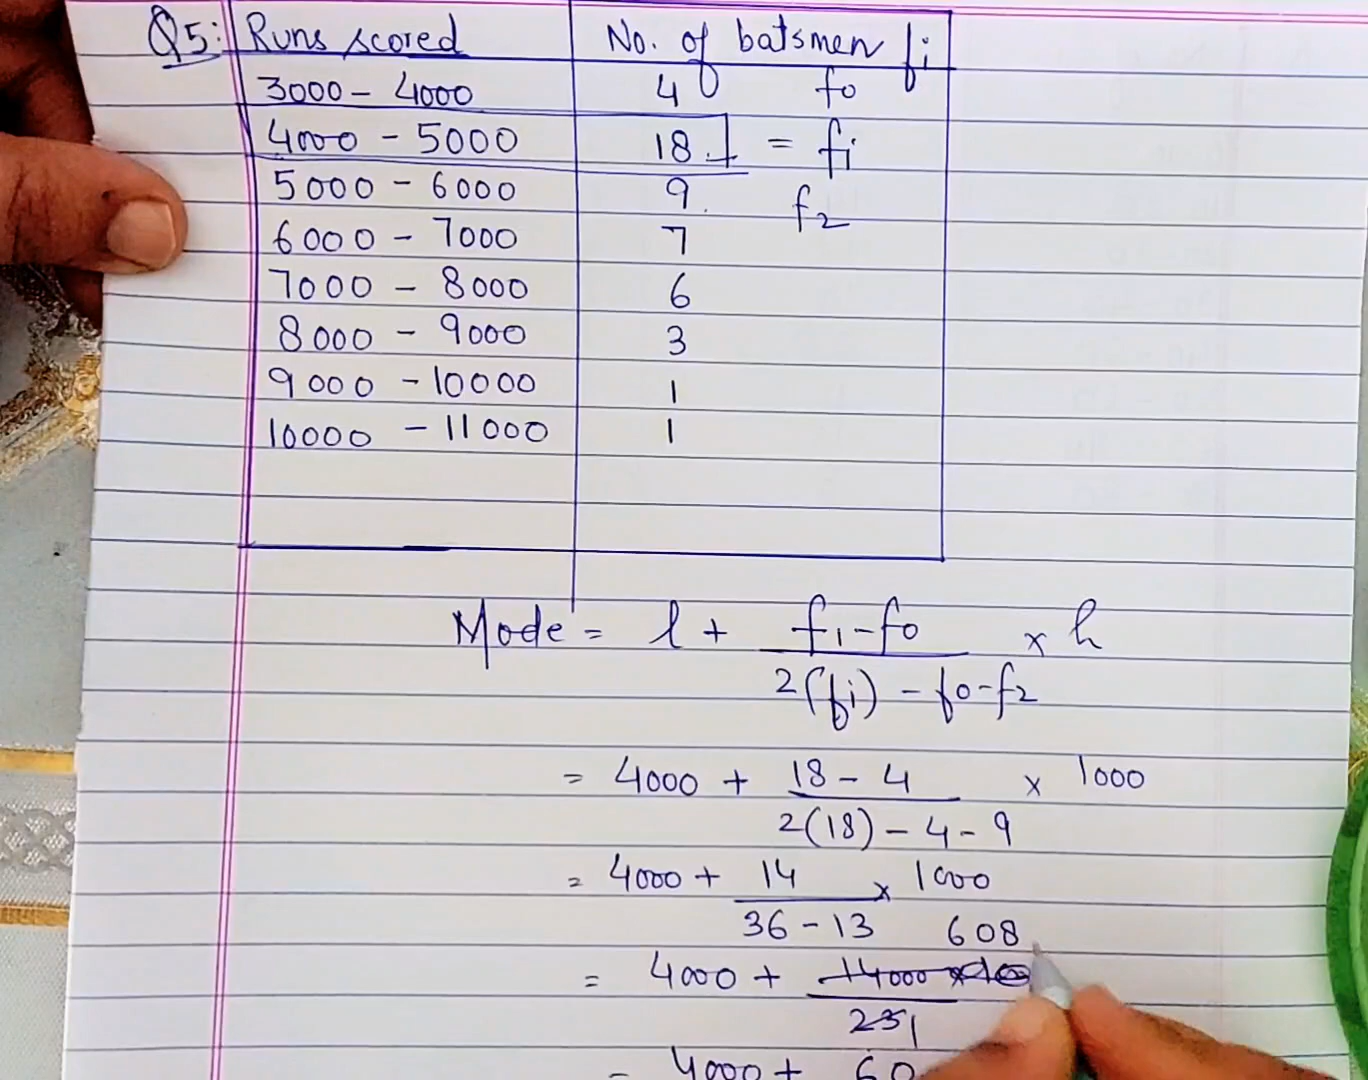 Q5: Runs scored No. of batsmen fi
3000 - 4000 4 f0
4000 - 5000 18 = fi
5000 - 6000 9 f2
6000 - 7000 7
7000 - 8000 6
8000 - 9000 3
9000 - 10000 1
10000 - 11000 1
Mode = l + f1 - f0 × h
2(fi) - f0 - f2
= 4000 + 18 - 4 × 1000
2(18) - 4 - 9
= 4000 + 14 × 1000
36 - 13 608
= 4000 + 14000
23
= 4000 + 60